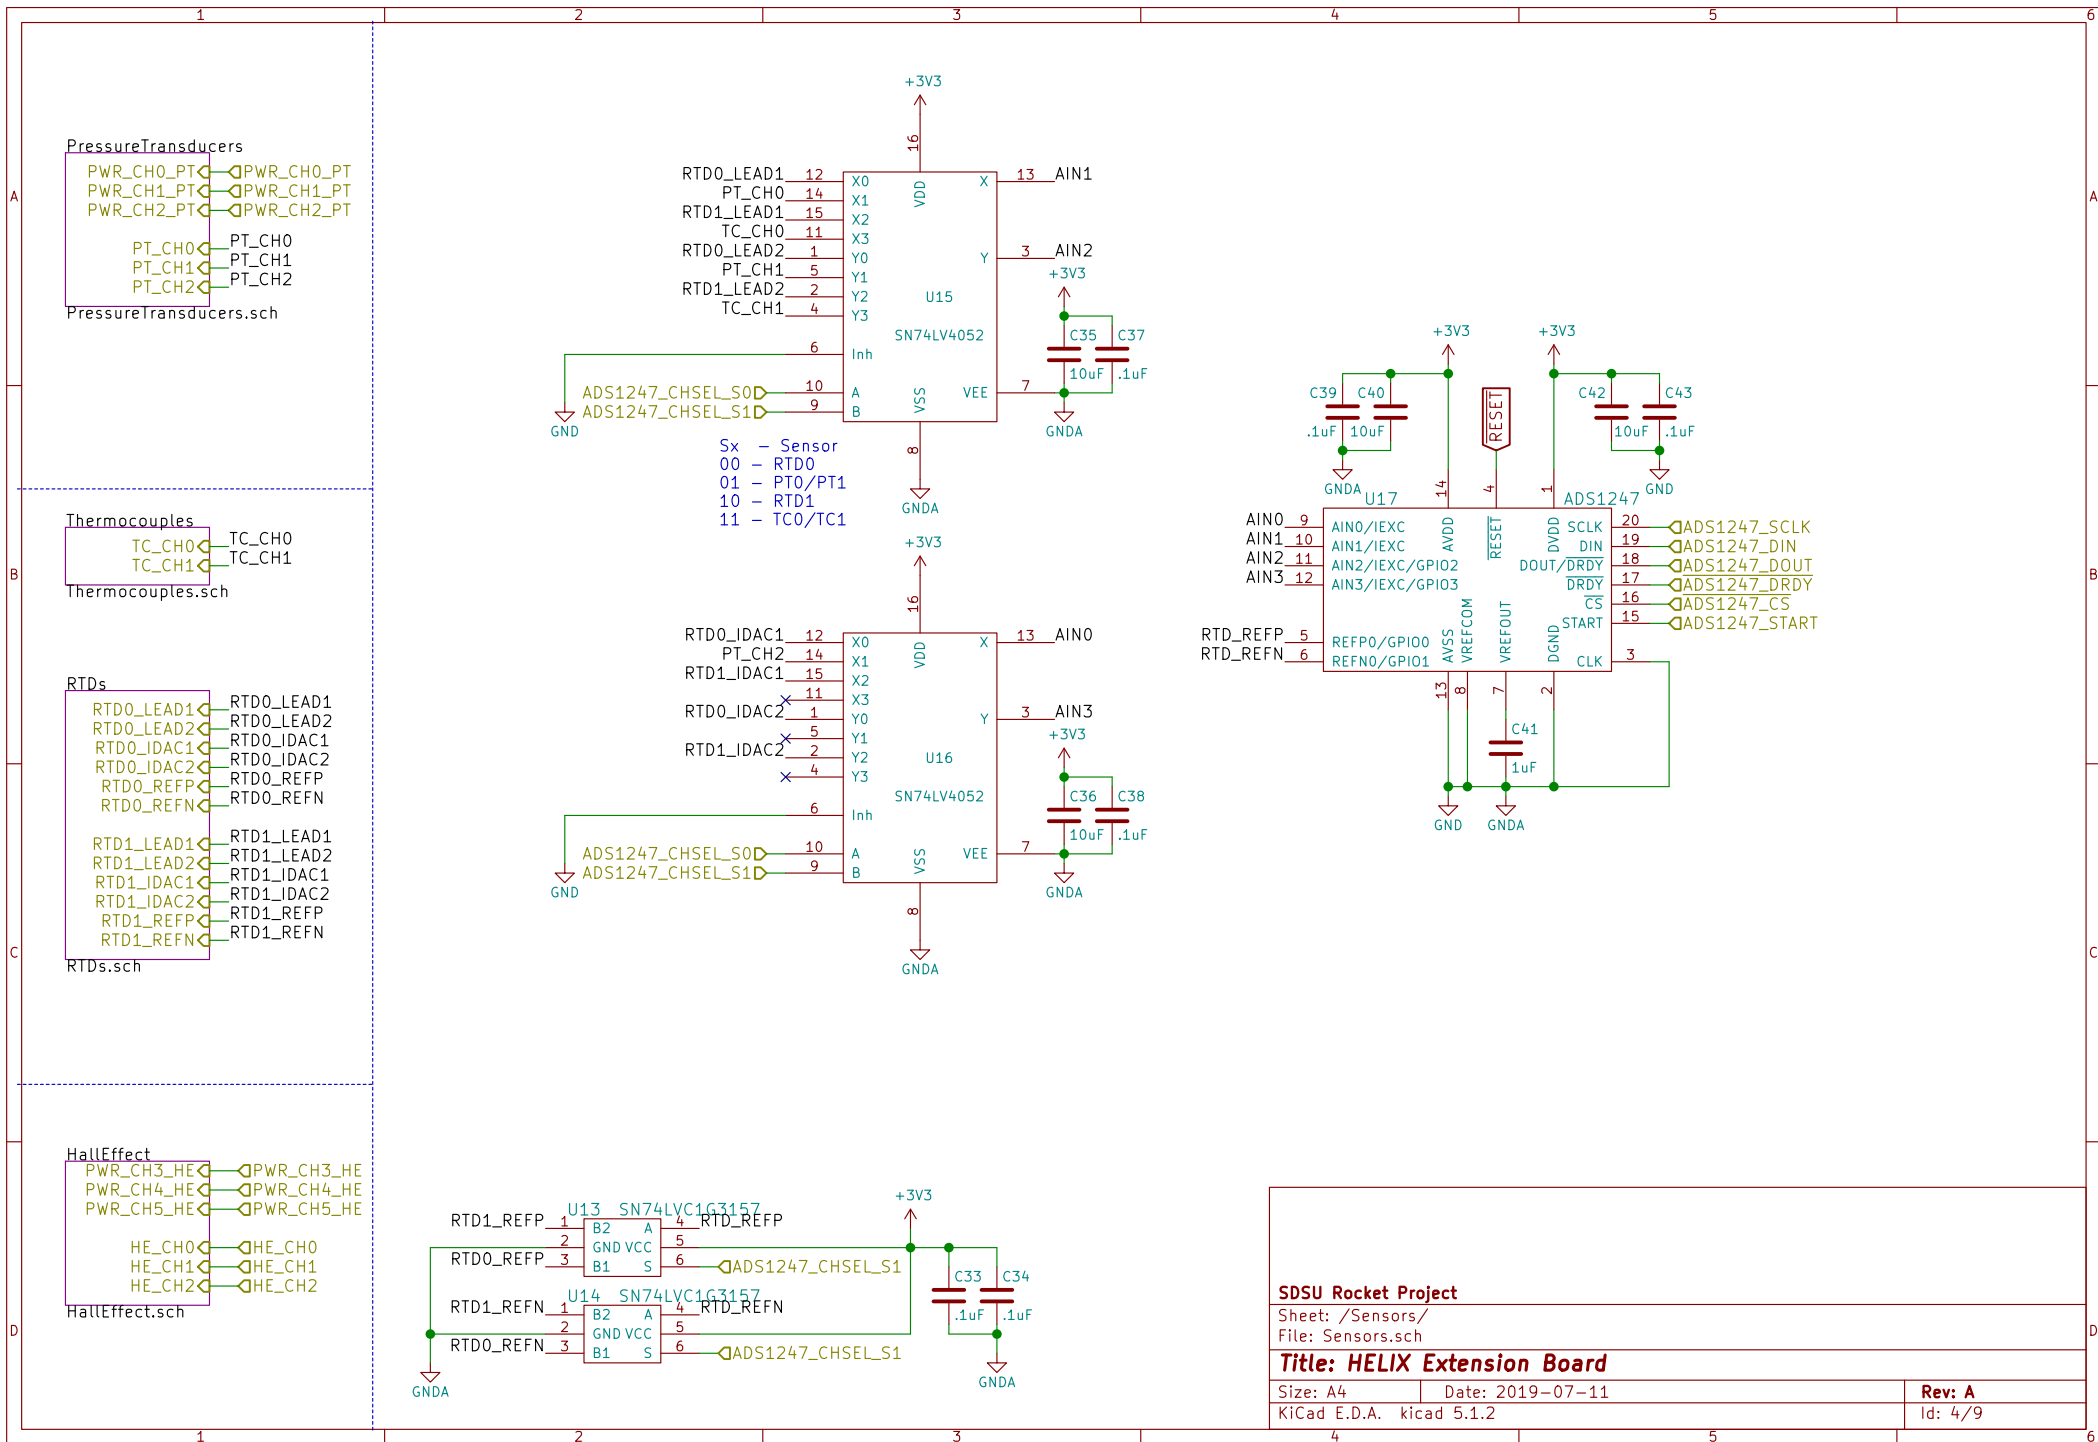 1 2 3 4 5 6
A
B
C
D
PressureTransducers
PWR_CH0_PT PWR_CH0_PT
PWR_CH1_PT PWR_CH1_PT
PWR_CH2_PT PWR_CH2_PT
PT_CH0 PT_CH0
PT_CH1 PT_CH1
PT_CH2 PT_CH2
PressureTransducers.sch
Thermocouples
TC_CH0 TC_CH0
TC_CH1 TC_CH1
Thermocouples.sch
RTDs
RTD0_LEAD1 RTD0_LEAD1
RTD0_LEAD2 RTD0_LEAD2
RTD0_IDAC1 RTD0_IDAC1
RTD0_IDAC2 RTD0_IDAC2
RTD0_REFP RTD0_REFP
RTD0_REFN RTD0_REFN
RTD1_LEAD1 RTD1_LEAD1
RTD1_LEAD2 RTD1_LEAD2
RTD1_IDAC1 RTD1_IDAC1
RTD1_IDAC2 RTD1_IDAC2
RTD1_REFP RTD1_REFP
RTD1_REFN RTD1_REFN
RTDs.sch
HallEffect
PWR_CH3_HE PWR_CH3_HE
PWR_CH4_HE PWR_CH4_HE
PWR_CH5_HE PWR_CH5_HE
HE_CH0 HE_CH0
HE_CH1 HE_CH1
HE_CH2 HE_CH2
HallEffect.sch
+3V3
16
VDD
RTD0_LEAD1 12 X0 X 13 AIN1
PT_CH0 14 X1
RTD1_LEAD1 15 X2
TC_CH0 11 X3
RTD0_LEAD2 1 Y0 Y 3 AIN2
PT_CH1 5 Y1
RTD1_LEAD2 2 Y2
TC_CH1 4 Y3
U15
SN74LV4052
6 Inh
ADS1247_CHSEL_S0 10 A VEE 7
ADS1247_CHSEL_S1 9 B
VSS
8
GND
GNDA
+3V3
C35 C37
10uF .1uF
GNDA
Sx - Sensor
00 - RTD0
01 - PT0/PT1
10 - RTD1
11 - TC0/TC1
+3V3
16
VDD
RTD0_IDAC1 12 X0 X 13 AIN0
PT_CH2 14 X1
RTD1_IDAC1 15 X2
11 X3
RTD0_IDAC2 1 Y0 Y 3 AIN3
5 Y1
RTD1_IDAC2 2 Y2
4 Y3
U16
SN74LV4052
6 Inh
ADS1247_CHSEL_S0 10 A VEE 7
ADS1247_CHSEL_S1 9 B
VSS
8
GND
GNDA
+3V3
C36 C38
10uF .1uF
GNDA
+3V3 +3V3
C39 C40 RESET C42 C43
.1uF 10uF 10uF .1uF
GNDA GND
U17 14 4 1 ADS1247
AVDD RESET DVDD
AIN0 9 AIN0/IEXC SCLK 20 ADS1247_SCLK
AIN1 10 AIN1/IEXC DIN 19 ADS1247_DIN
AIN2 11 AIN2/IEXC/GPIO2 DOUT/DRDY 18 ADS1247_DOUT
AIN3 12 AIN3/IEXC/GPIO3 DRDY 17 ADS1247_DRDY
CS 16 ADS1247_CS
START 15 ADS1247_START
RTD_REFP 5 REFP0/GPIO0
RTD_REFN 6 REFN0/GPIO1 CLK 3
AVSS VREFCOM VREFOUT DGND
13 8 7 2
C41
1uF
GND GNDA
U13 SN74LVC1G3157
RTD1_REFP 1 B2 A 4 RTD_REFP
2 GND VCC 5
RTD0_REFP 3 B1 S 6 ADS1247_CHSEL_S1
U14 SN74LVC1G3157
RTD1_REFN 1 B2 A 4 RTD_REFN
2 GND VCC 5
RTD0_REFN 3 B1 S 6 ADS1247_CHSEL_S1
GNDA
+3V3
C33 C34
.1uF .1uF
GNDA
SDSU Rocket Project
Sheet: /Sensors/
File: Sensors.sch
Title: HELIX Extension Board
Size: A4 Date: 2019-07-11 Rev: A
KiCad E.D.A. kicad 5.1.2 Id: 4/9
A
B
C
D
1 2 3 4 5 6